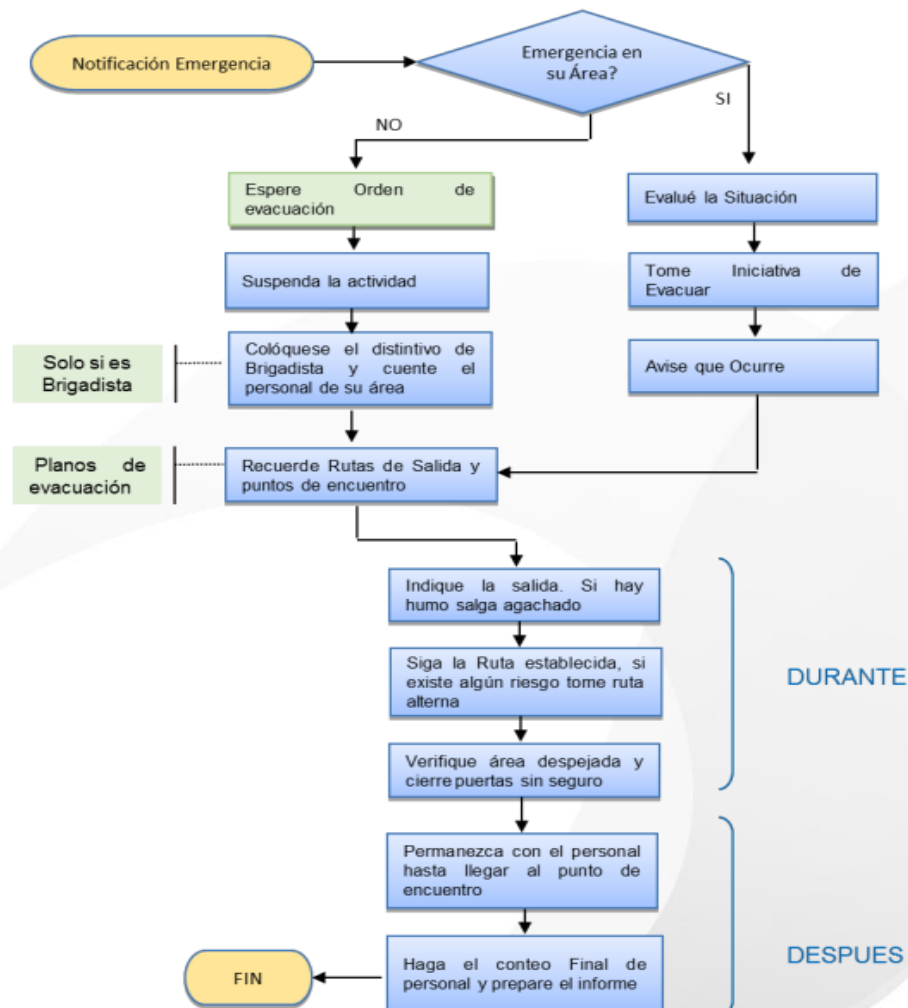 Notificación Emergencia
Emergencia en
su Área?
SI
NO
Espere Orden de
evacuación
Evalué la Situación
Suspenda la actividad
Tome Iniciativa de
Evacuar
Solo si es
Brigadista
Colóquese el distintivo de
Brigadista y cuente el
personal de su área
Avise que Ocurre
Planos de
evacuación
Recuerde Rutas de Salida y
puntos de encuentro
Indique la salida. Si hay
humo salga agachado
Siga la Ruta establecida, si
existe algún riesgo tome ruta
alterna
DURANTE
Verifique área despejada y
cierre puertas sin seguro
Permanezca con el personal
hasta llegar al punto de
encuentro
DESPUES
Haga el conteo Final de
personal y prepare el informe
FIN